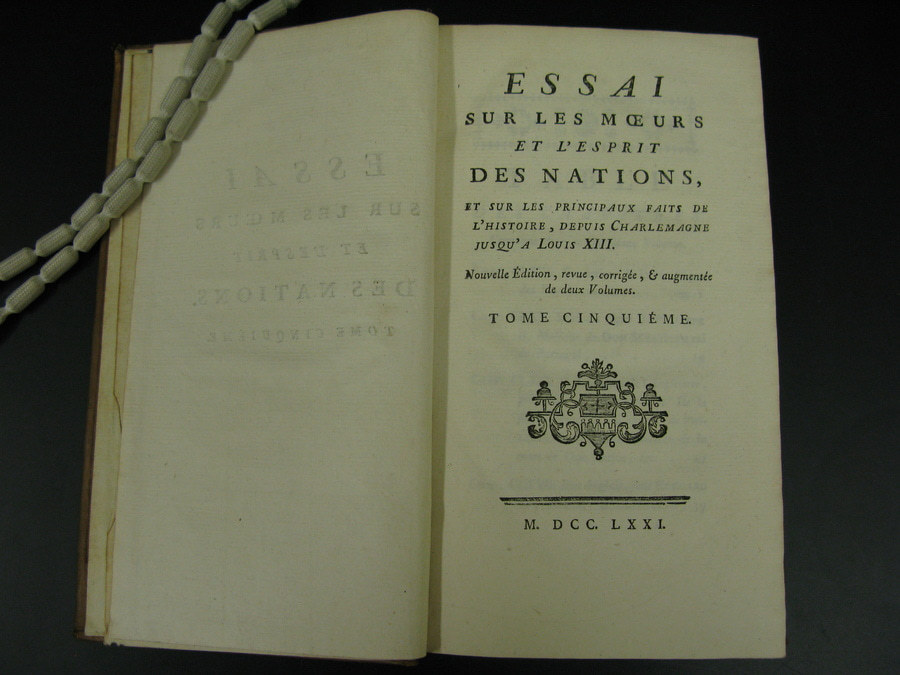 ESSAI
SUR LES MŒURS
ET L'ESPRIT
DES NATIONS,
ET SUR LES PRINCIPAUX FAITS DE
L'HISTOIRE, DEPUIS CHARLEMAGNE
JUSQU'A LOUIS XIII.
Nouvelle Édition, revue, corrigée, & augmentée
de deux Volumes.
TOME CINQUIÉME.
M. DCC. LXXI.